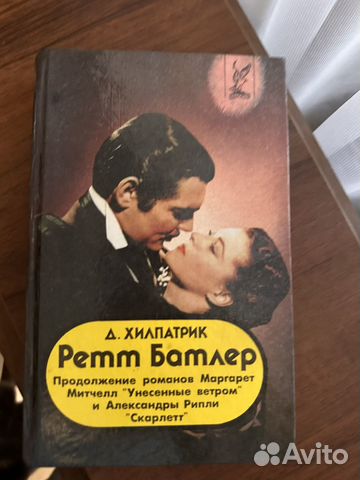 Д. ХИЛПАТРИК
Ретт Батлер
Продолжение романов Маргарет
Митчелл "Унесенные ветром"
и Александры Рипли
"Скарлетт"
Avito